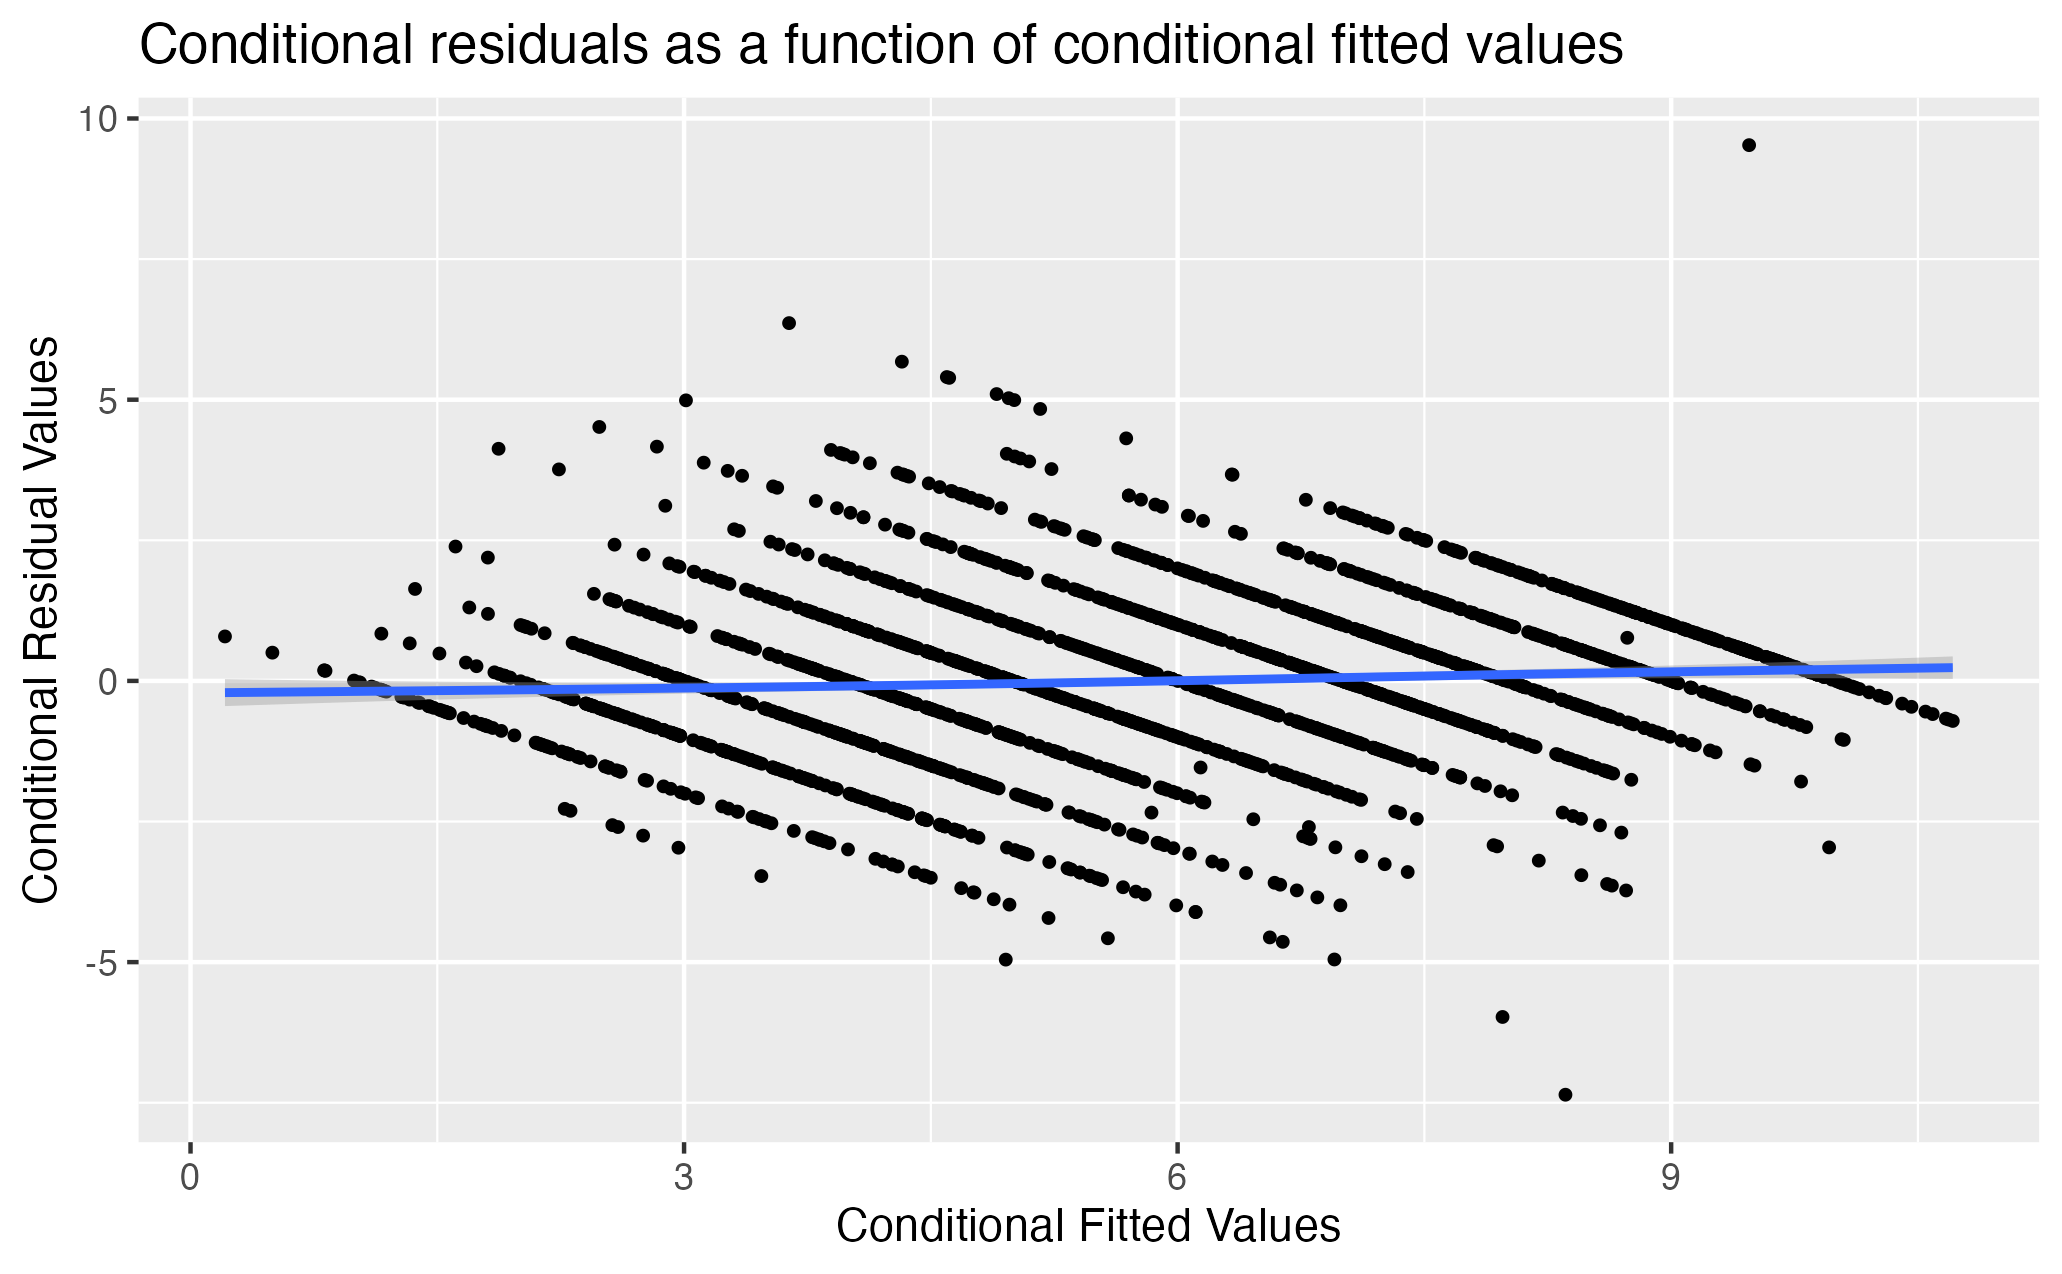 Conditional residuals as a function of conditional fitted values
10
5
0
-5
Conditional Residual Values
0 3 6 9
Conditional Fitted Values